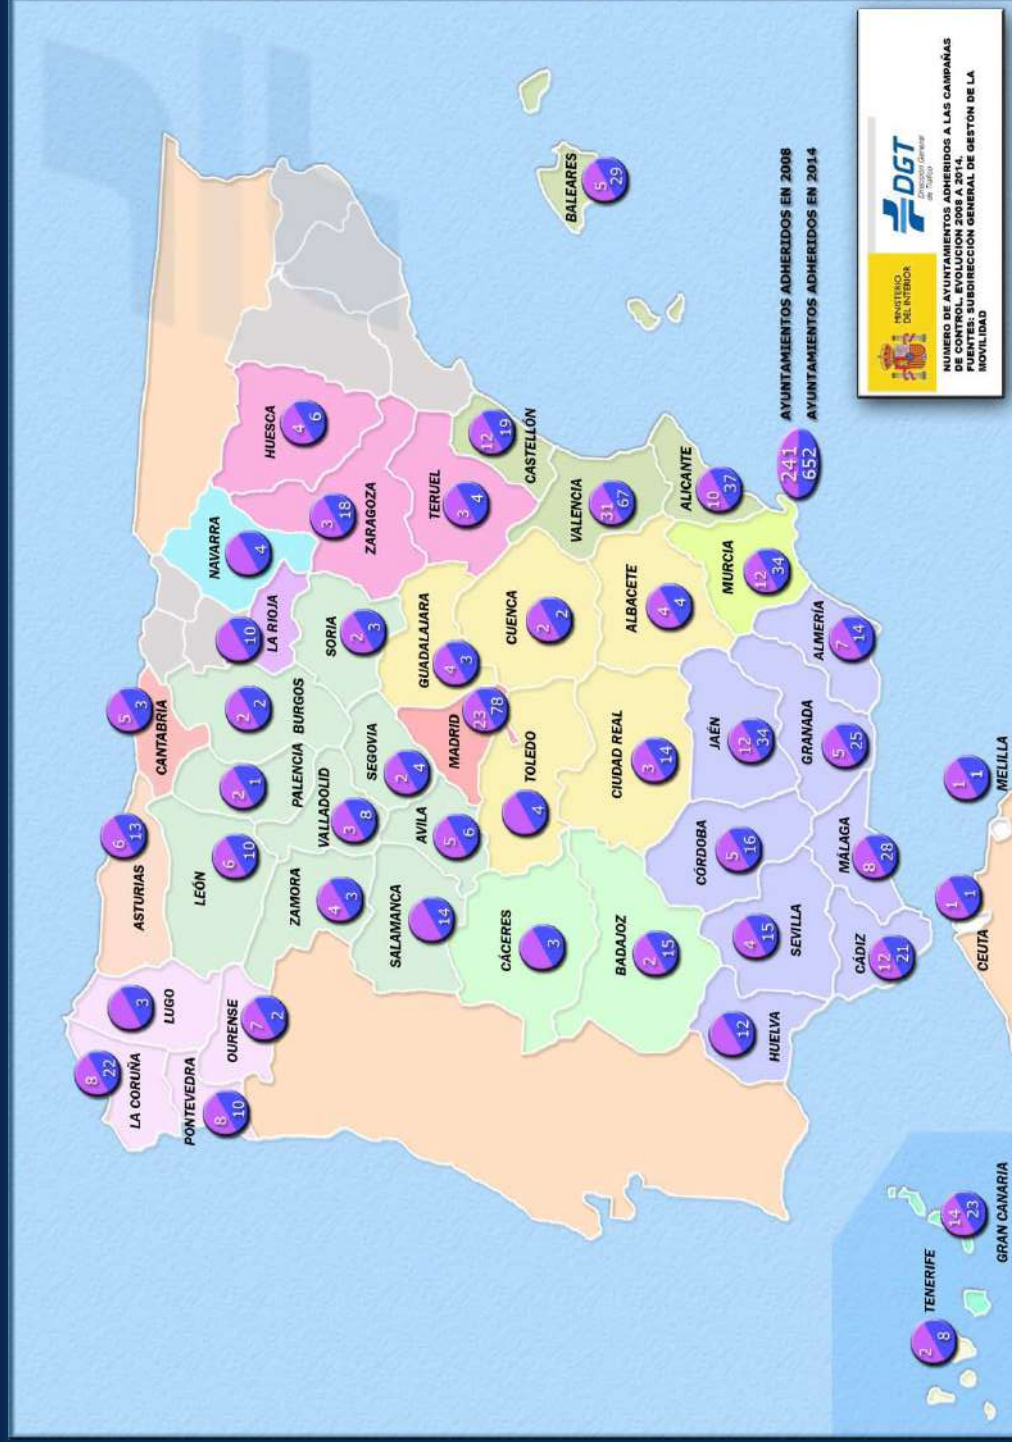 LA CORUÑA
8
22
LUGO
3
PONTEVEDRA
8
10
OURENSE
7
2
ASTURIAS
6
13
CANTABRIA
5
3
LEÓN
6
10
PALENCIA
2
1
BURGOS
2
2
ZAMORA
4
3
VALLADOLID
3
8
SORIA
2
3
SALAMANCA
14
AVILA
5
6
SEGOVIA
2
4
LA RIOJA
10
NAVARRA
4
HUESCA
4
6
ZARAGOZA
3
18
TERUEL
3
4
GUADALAJARA
4
3
MADRID
23
78
CUENCA
2
2
TOLEDO
4
CIUDAD REAL
3
14
ALBACETE
4
4
CÁCERES
3
BADAJOZ
2
15
CASTELLÓN
12
19
VALENCIA
31
67
ALICANTE
10
37
MURCIA
12
34
BALEARES
5
29
HUELVA
12
SEVILLA
4
15
CÓRDOBA
5
16
JAÉN
12
34
CÁDIZ
12
21
MÁLAGA
8
28
GRANADA
5
25
ALMERÍA
7
14
CEUTA
1
1
MELILLA
1
1
TENERIFE
2
8
GRAN CANARIA
14
23
241 AYUNTAMIENTOS ADHERIDOS EN 2008
652 AYUNTAMIENTOS ADHERIDOS EN 2014
MINISTERIO
DEL INTERIOR
DGT
Dirección General
de Tráfico
NUMERO DE AYUNTAMIENTOS ADHERIDOS A LAS CAMPAÑAS
DE CONTROL. EVOLUCION 2008 A 2014.
FUENTES: SUBDIRECCIÓN GENERAL DE GESTÓN DE LA
MOVILIDAD